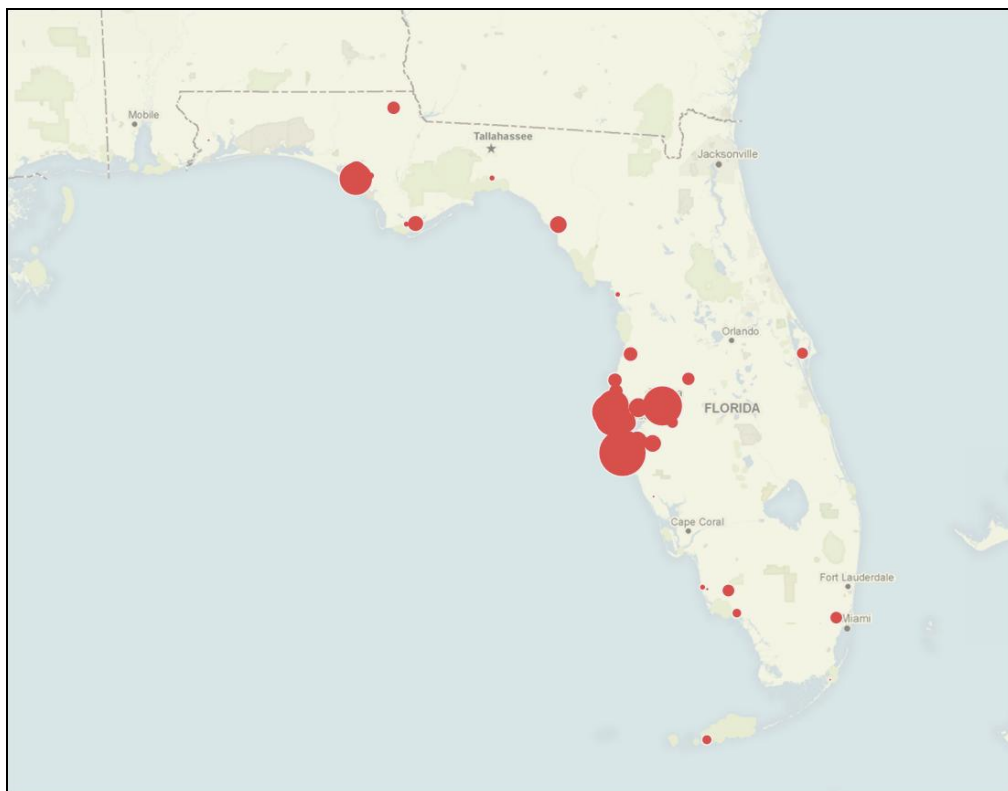 Mobile
Tallahassee
Jacksonville
Orlando
FLORIDA
Cape Coral
Fort Lauderdale
Miami